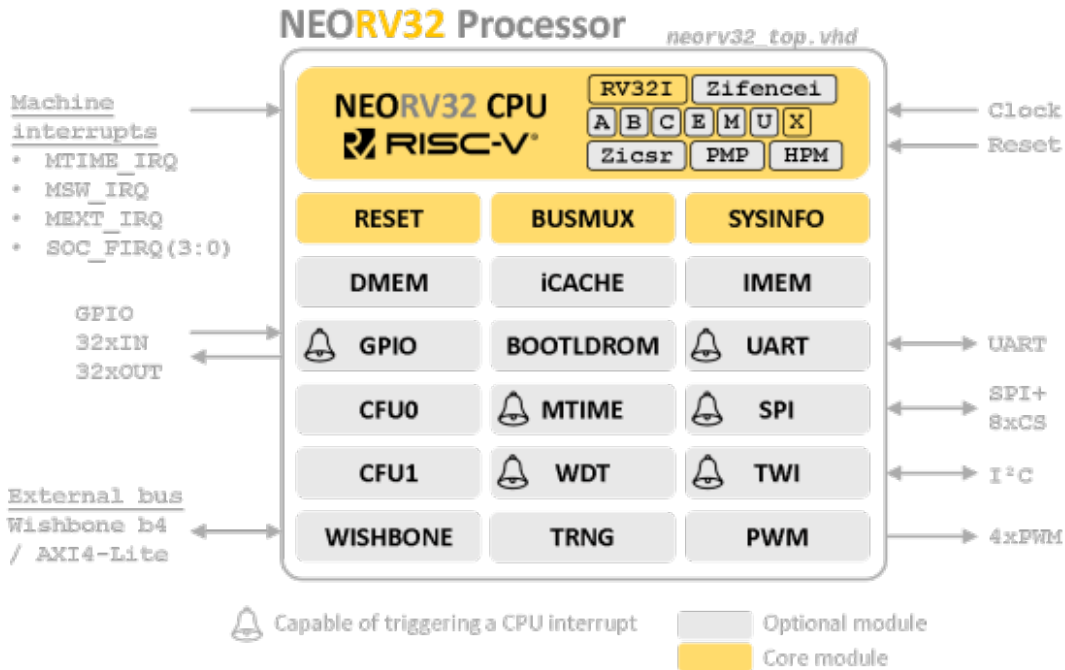 NEORV32 Processor
neorv32_top.vhd
Machine
interrupts
• MTIME_IRQ
• MSW_IRQ
• MEXT_IRQ
• SOC_FIRQ(3:0)
GPIO
32xIN
32xOUT
External bus
Wishbone b4
/ AXI4-Lite
NEORV32 CPU
RISC-V®
RV32I Zifencei
A B C E M U X
Zicsr PMP HPM
RESET BUSMUX SYSINFO
DMEM iCACHE IMEM
GPIO BOOTLDROM UART
CFU0 MTIME SPI
CFU1 WDT TWI
WISHBONE TRNG PWM
Clock
Reset
UART
SPI+
8xCS
I²C
4xPWM
Capable of triggering a CPU interrupt
Optional module
Core module